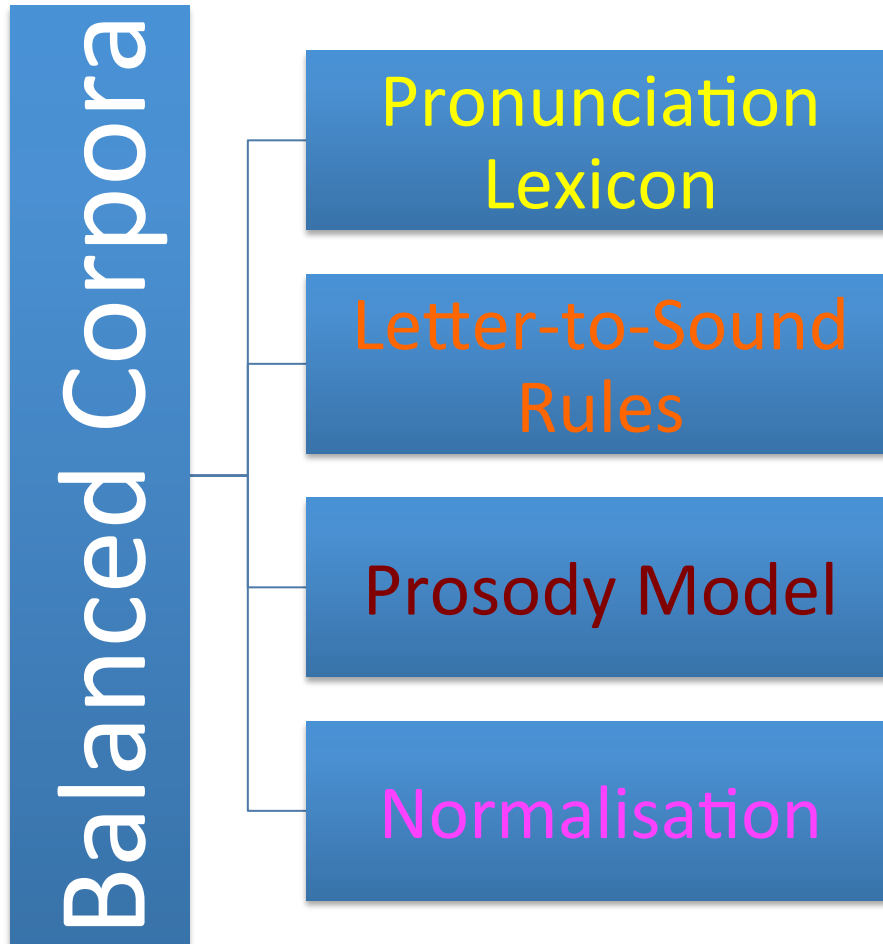 Balanced Corpora
Pronunciation
Lexicon
Letter-to-Sound
Rules
Prosody Model
Normalisation